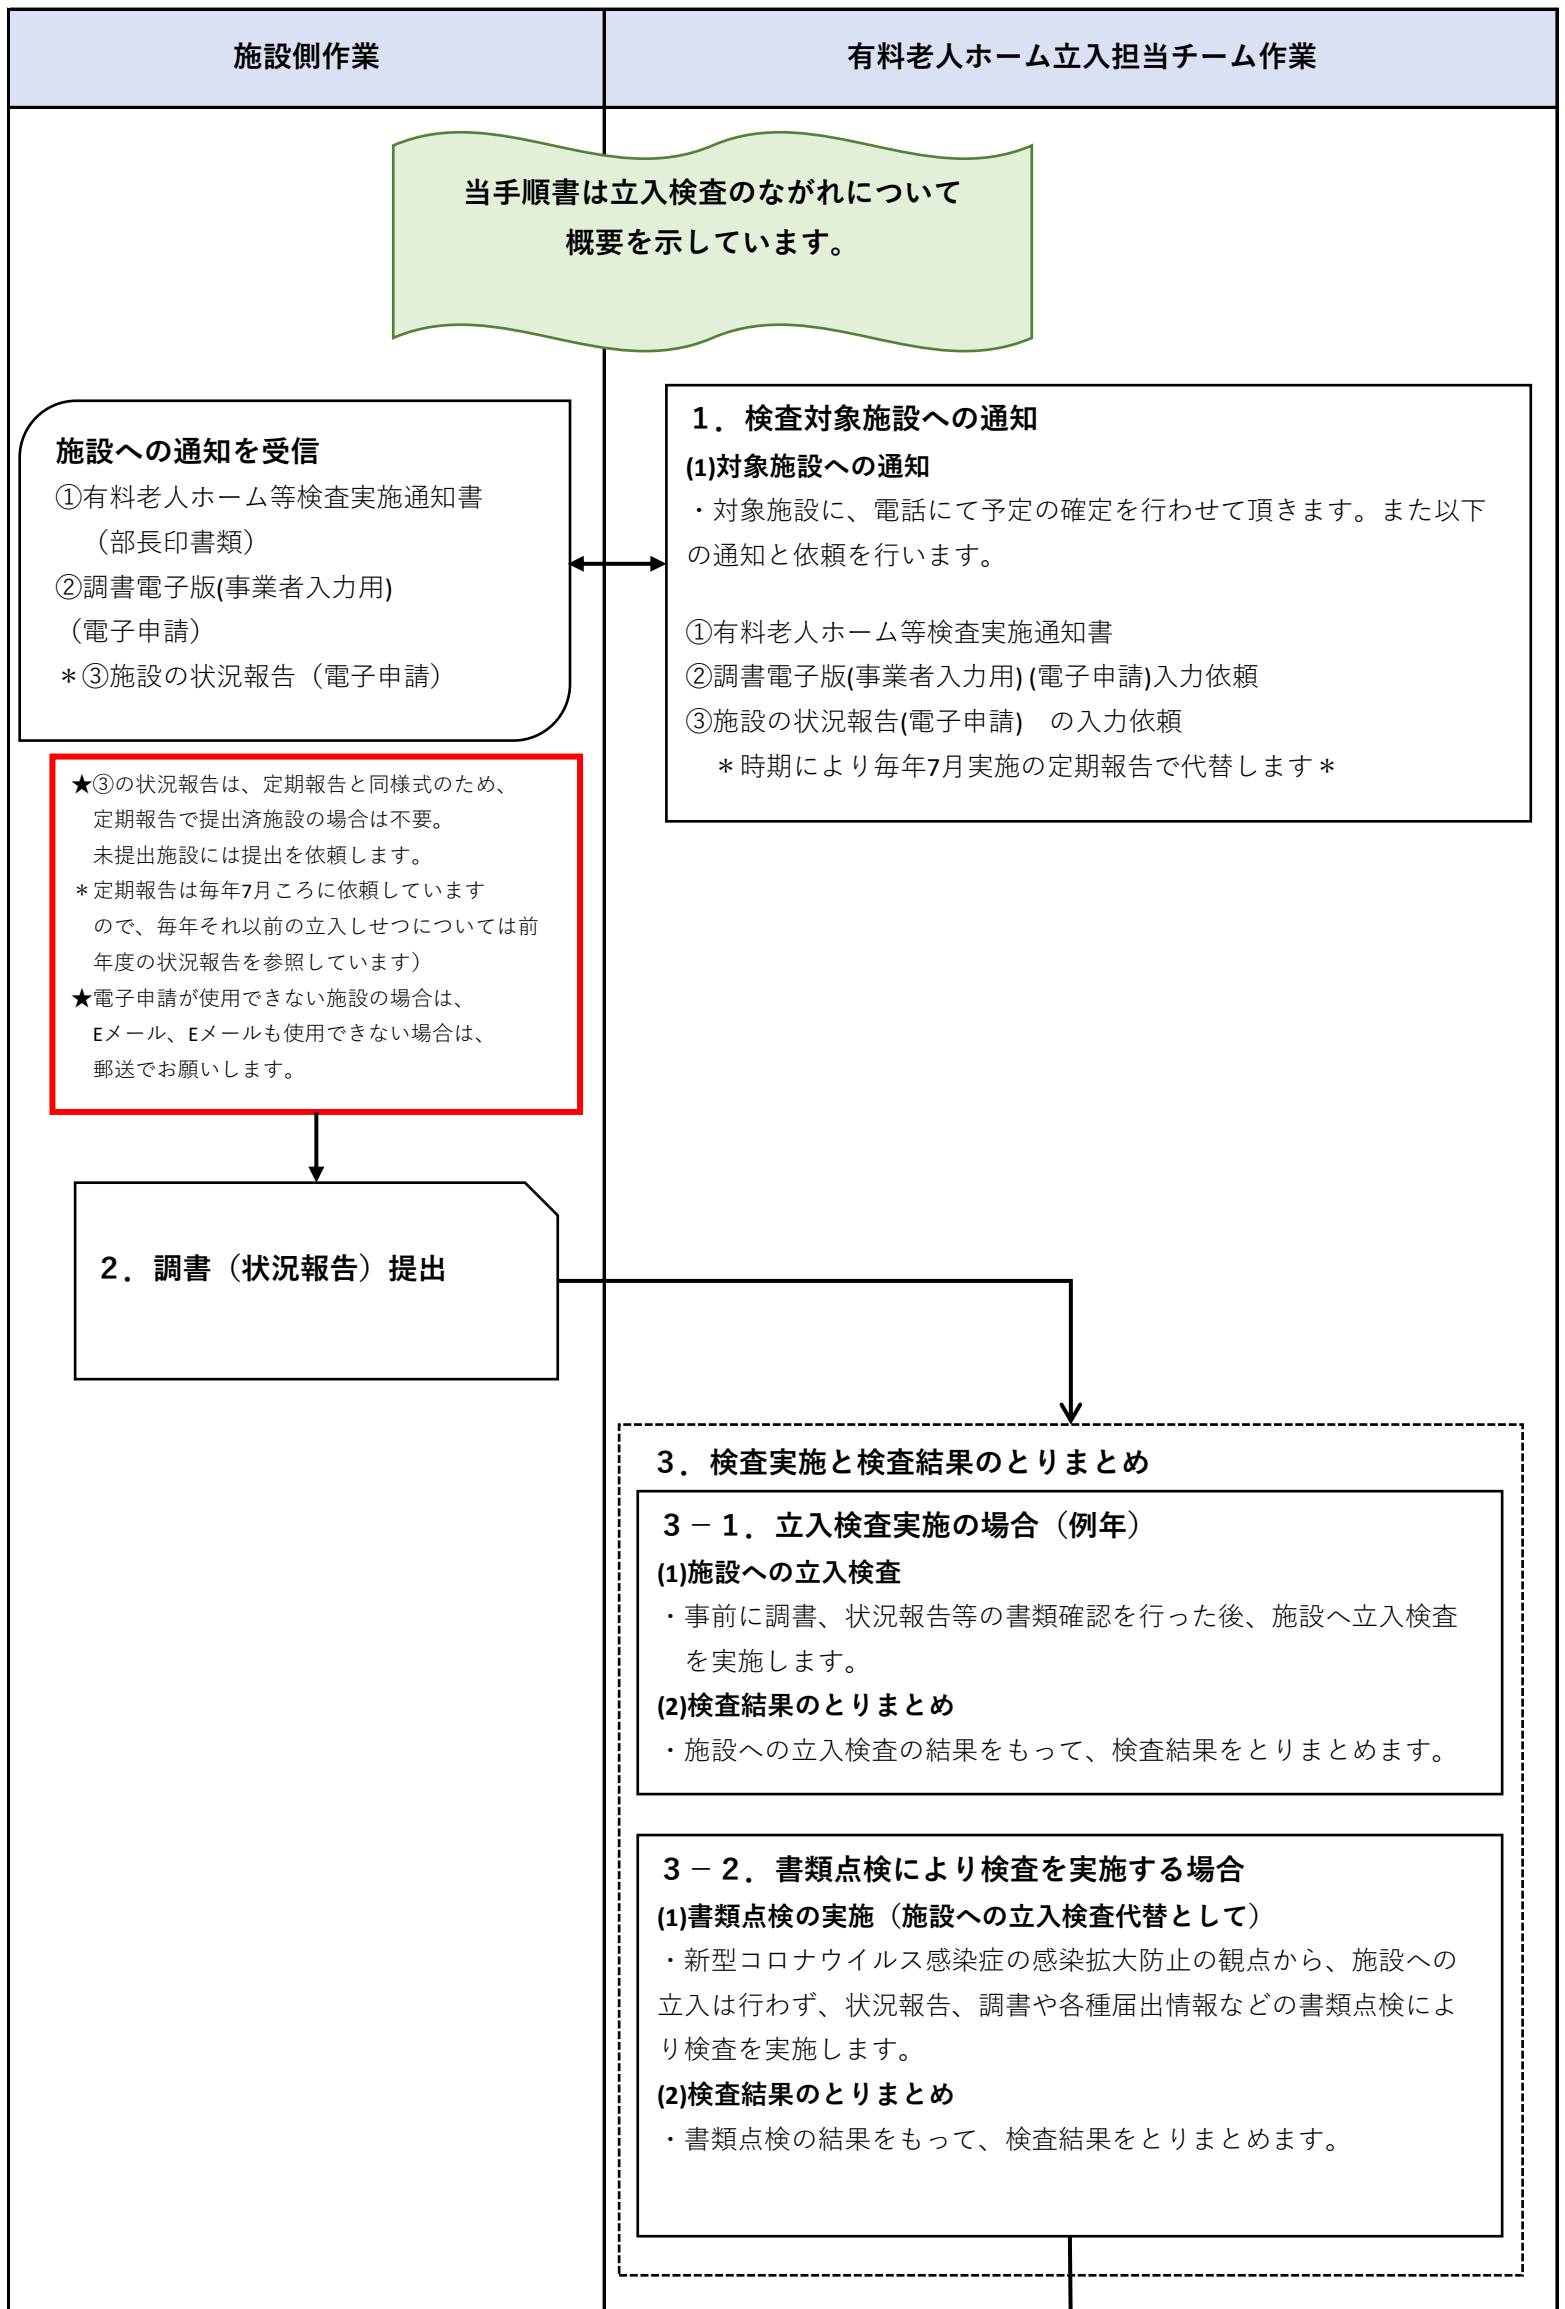 施設側作業
有料老人ホーム立入担当チーム作業
当手順書は立入検査のながれについて
概要を示しています。
施設への通知を受信
①有料老人ホーム等検査実施通知書
（部長印書類）
②調書電子版(事業者入力用)
（電子申請）
＊③施設の状況報告（電子申請）
１．検査対象施設への通知
(1)対象施設への通知
・対象施設に、電話にて予定の確定を行わせて頂きます。また以下
の通知と依頼を行います。
①有料老人ホーム等検査実施通知書
②調書電子版(事業者入力用) (電子申請)入力依頼
③施設の状況報告(電子申請)　の入力依頼
＊時期により毎年7月実施の定期報告で代替します＊
★③の状況報告は、定期報告と同様式のため、
定期報告で提出済施設の場合は不要。
未提出施設には提出を依頼します。
＊定期報告は毎年7月ころに依頼しています
ので、毎年それ以前の立入しせつについては前
年度の状況報告を参照しています）
★電子申請が使用できない施設の場合は、
Eメール、Eメールも使用できない場合は、
郵送でお願いします。
２．調書（状況報告）提出
３．検査実施と検査結果のとりまとめ
３－１．立入検査実施の場合（例年）
(1)施設への立入検査
・事前に調書、状況報告等の書類確認を行った後、施設へ立入検査
を実施します。
(2)検査結果のとりまとめ
・施設への立入検査の結果をもって、検査結果をとりまとめます。
３－２．書類点検により検査を実施する場合
(1)書類点検の実施（施設への立入検査代替として）
・新型コロナウイルス感染症の感染拡大防止の観点から、施設への
立入は行わず、状況報告、調書や各種届出情報などの書類点検によ
り検査を実施します。
(2)検査結果のとりまとめ
・書類点検の結果をもって、検査結果をとりまとめます。